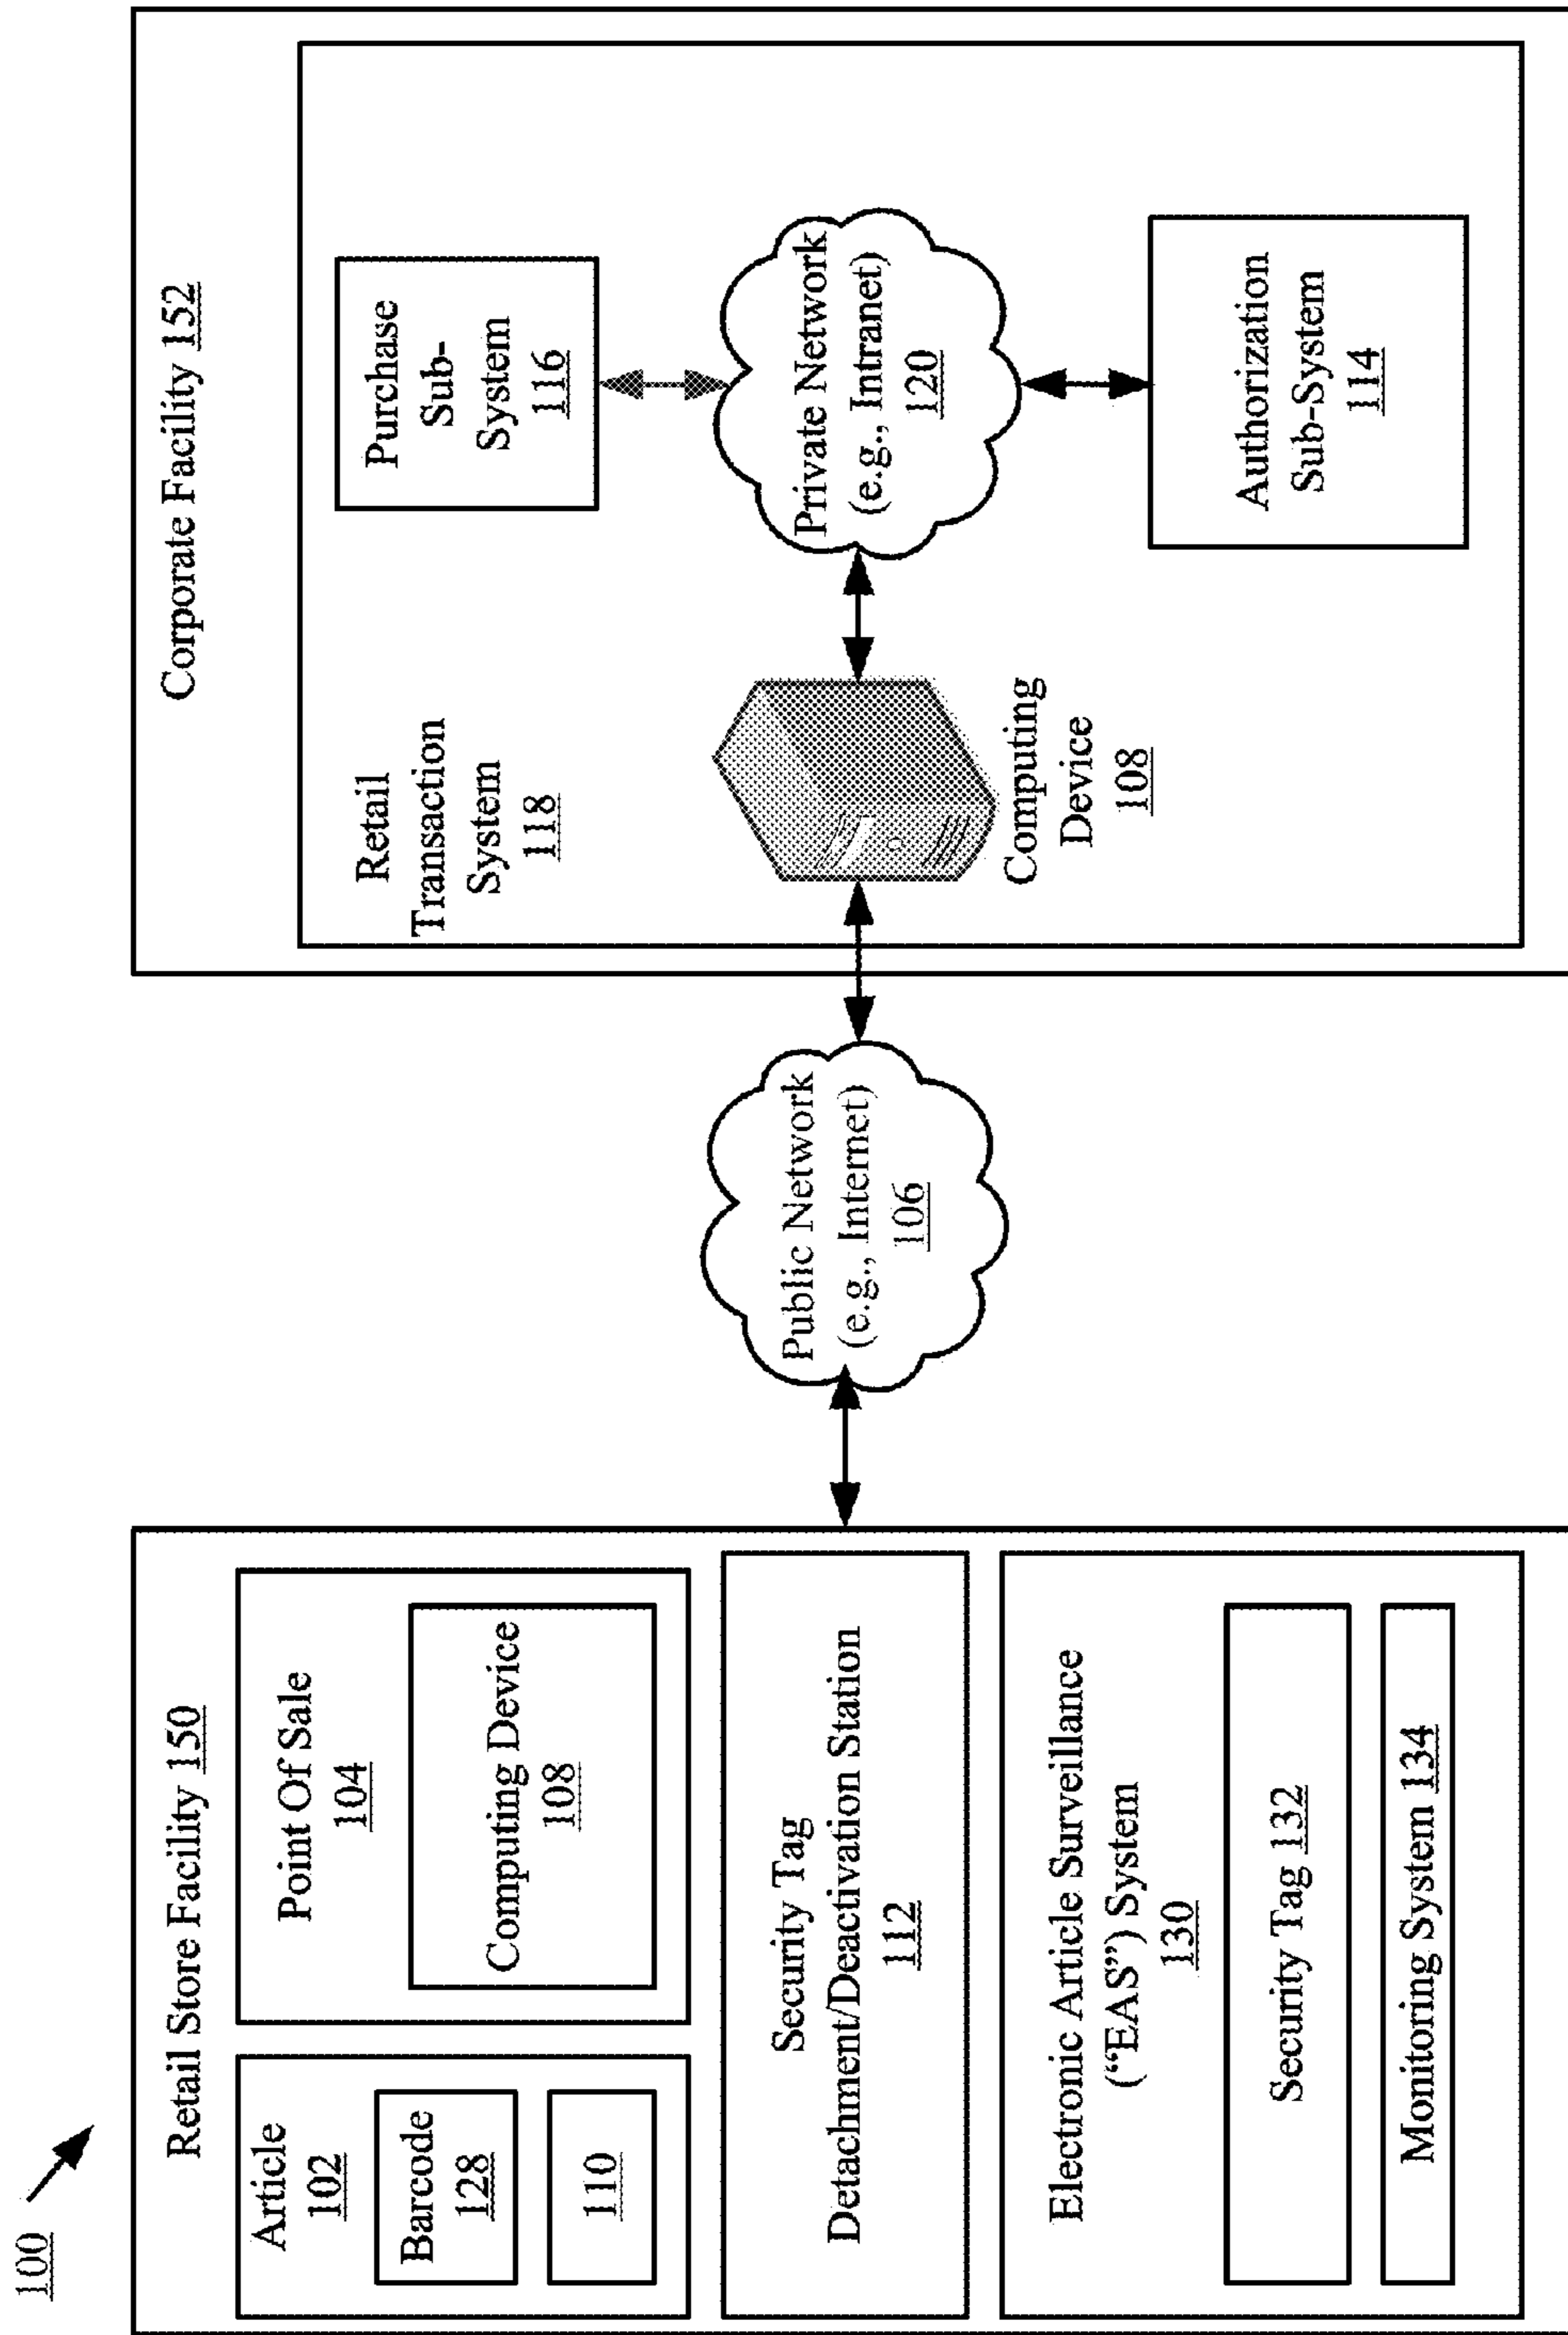 100
Retail Store Facility 150
Article
102
Barcode
128
110
Point Of Sale
104
Computing Device
108
Security Tag
Detachment/Deactivation Station
112
Electronic Article Surveillance
(“EAS”) System
130
Security Tag 132
Monitoring System 134
Public Network
(e.g., Internet)
106
Corporate Facility 152
Retail
Transaction
System
118
Computing
Device
108
Purchase
Sub-
System
116
Private Network
(e.g., Intranet)
120
Authorization
Sub-System
114